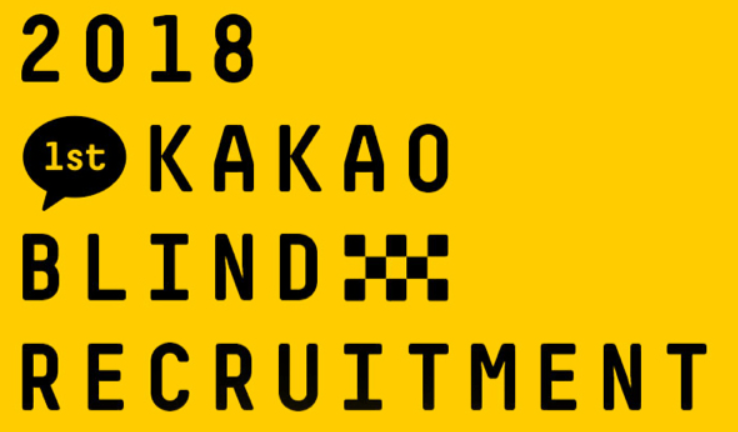 2018
1st KAKAO
BLIND
RECRUITMENT